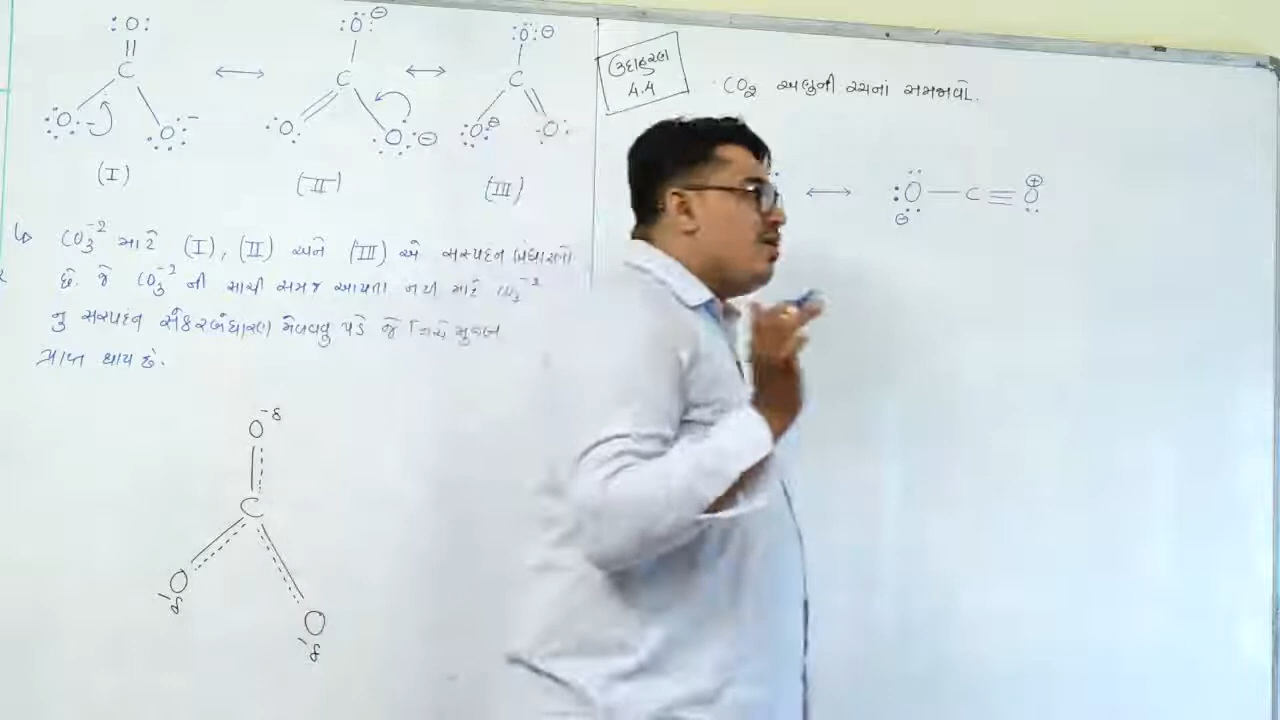 :O:
||
C
:O: - O: -
(I)
↔
:O: ⊖
C
:O: O: ⊖
(II)
↔
:O: ⊖
C
:O: ⊖ O:
(III)
↳ CO₃⁻² માટે (I), (II) અને (III) એ સસ્પંદન બંધારણો
છે. જે CO₃⁻² ની સાચી સમજ આપતા નથી માટે CO₃⁻²
નુ સસ્પંદન સંકરબંધારણ મેળવવુ પડે જે નિચે મુજબ
પ્રાપ્ત થાય છે.
O⁻δ
C
O
-δ
O
-δ
ઉદાહરણ
4.4
CO₂ અણુની રચનાં સમજાવો.
↔ :O — C ≡ O ⊕
⊖